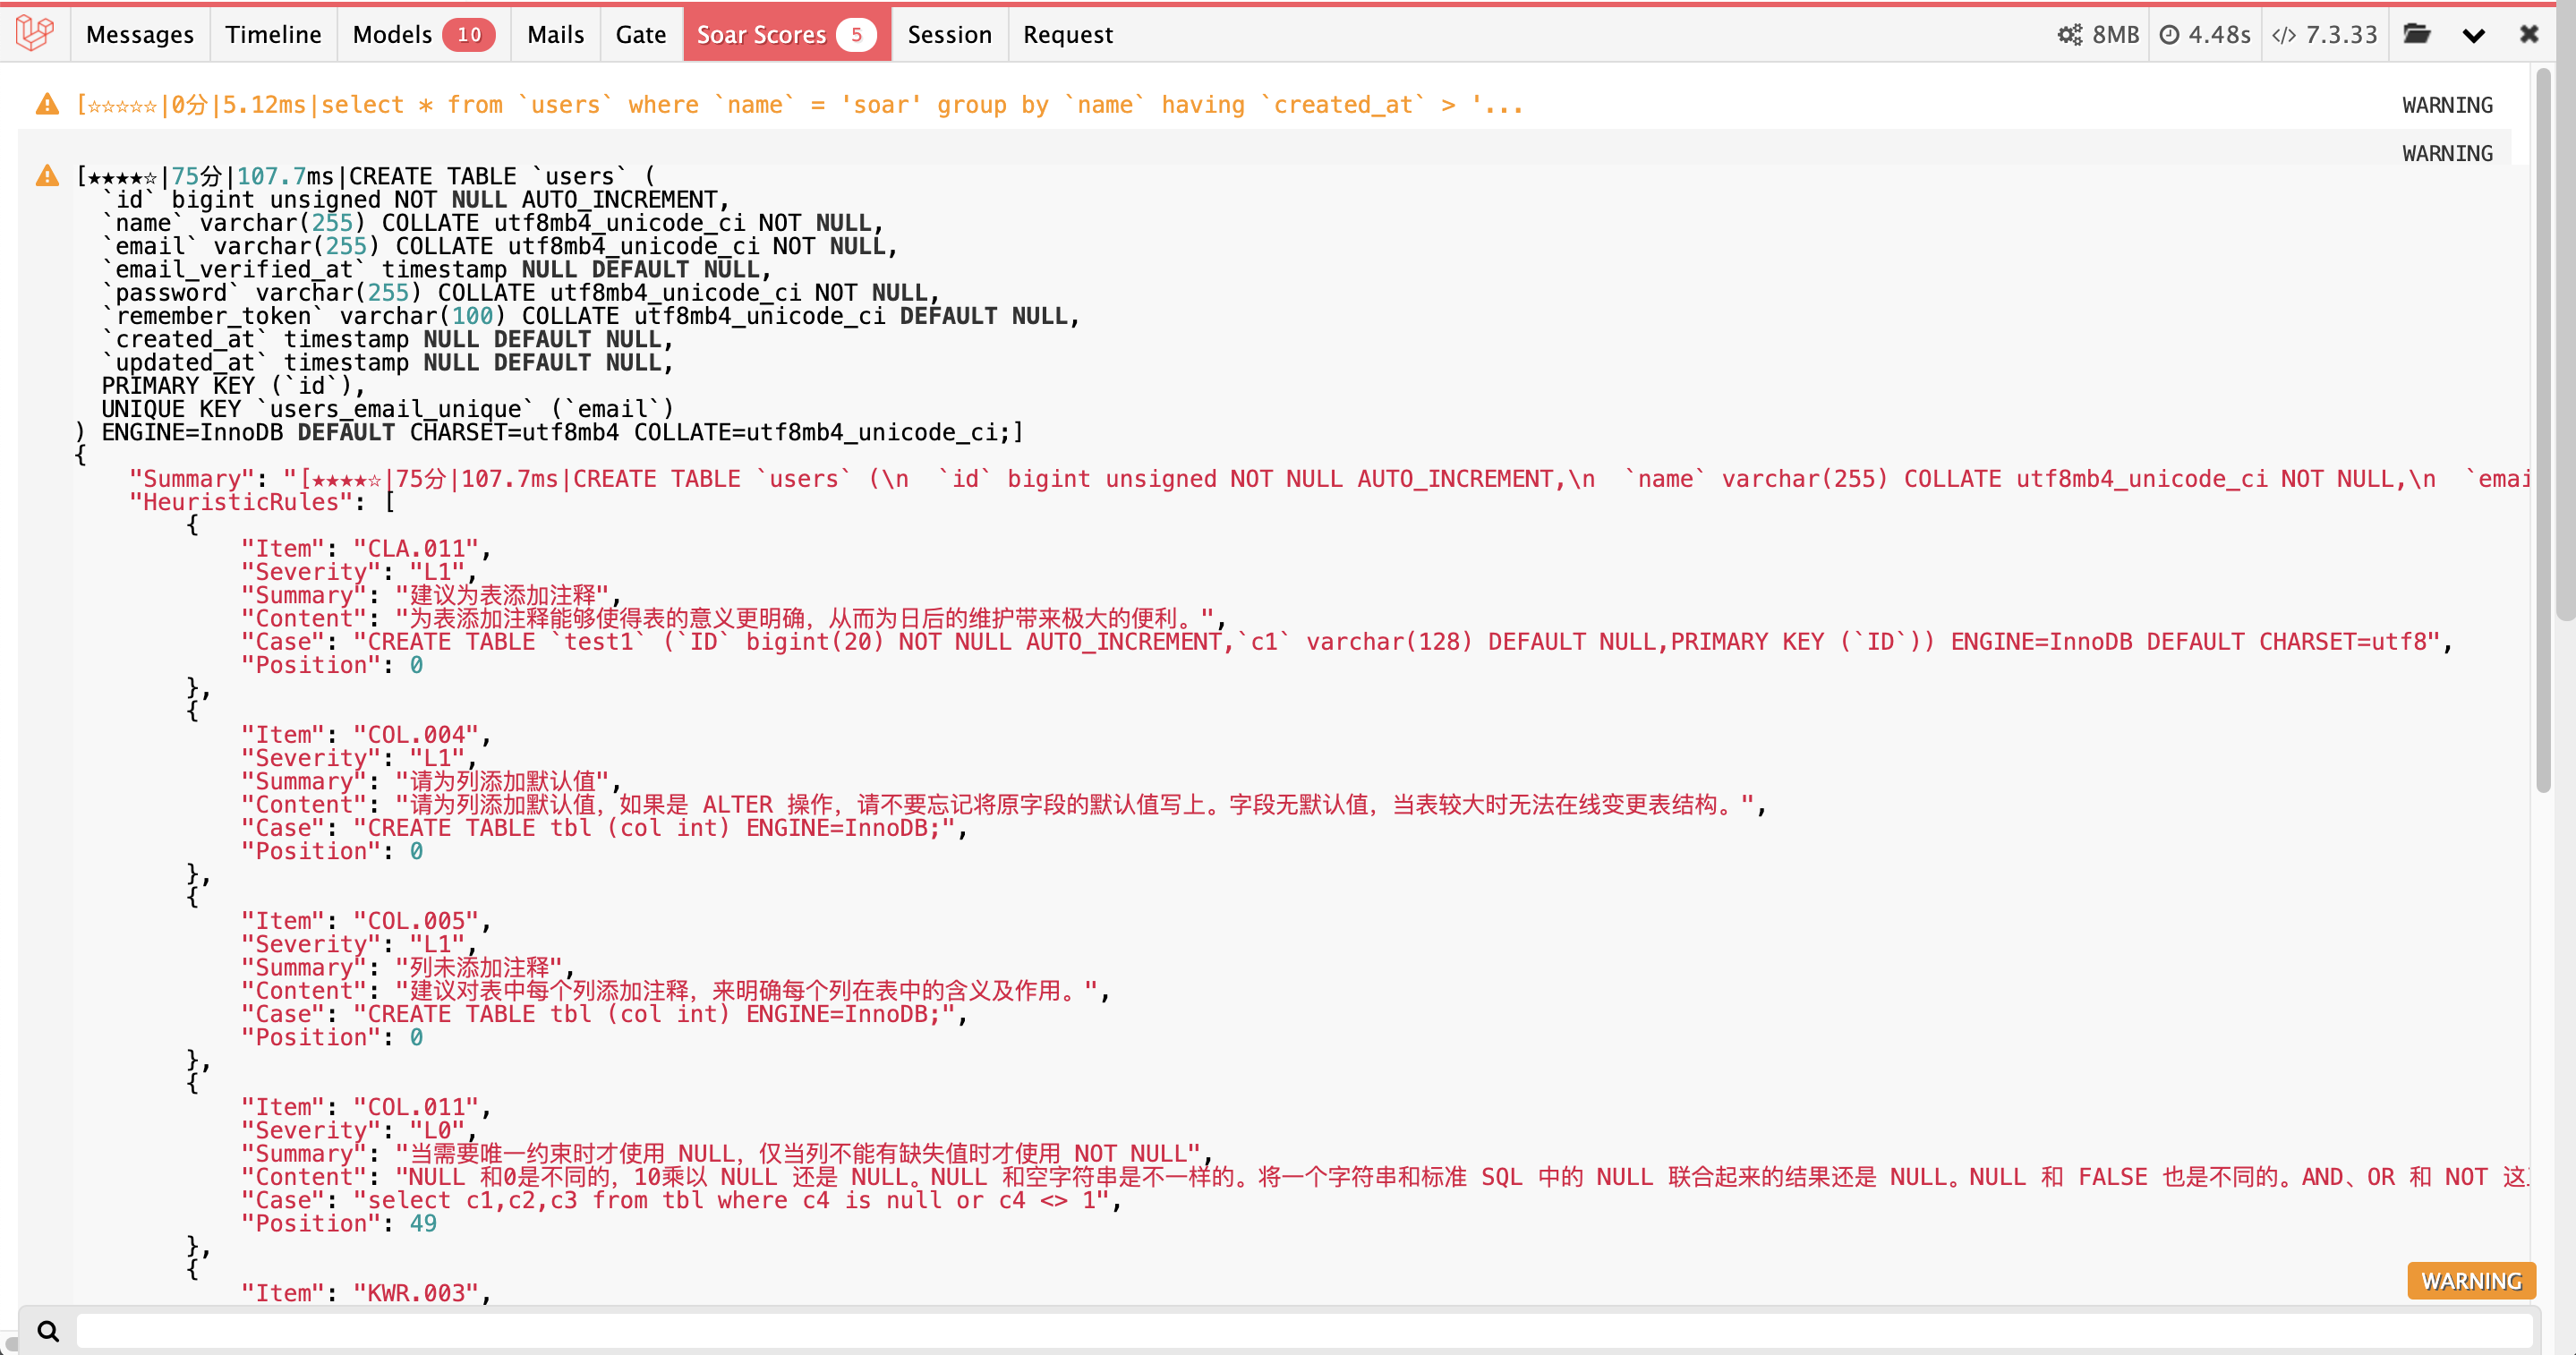 Messages Timeline Models 10 Mails Gate Soar Scores 5 Session Request 8MB 4.48s </> 7.3.33
[☆☆☆☆☆|0分|5.12ms|select * from `users` where `name` = 'soar' group by `name` having `created_at` > '... WARNING
WARNING
[★★★★☆|75分|107.7ms|CREATE TABLE `users` (
  `id` bigint unsigned NOT NULL AUTO_INCREMENT,
  `name` varchar(255) COLLATE utf8mb4_unicode_ci NOT NULL,
  `email` varchar(255) COLLATE utf8mb4_unicode_ci NOT NULL,
  `email_verified_at` timestamp NULL DEFAULT NULL,
  `password` varchar(255) COLLATE utf8mb4_unicode_ci NOT NULL,
  `remember_token` varchar(100) COLLATE utf8mb4_unicode_ci DEFAULT NULL,
  `created_at` timestamp NULL DEFAULT NULL,
  `updated_at` timestamp NULL DEFAULT NULL,
  PRIMARY KEY (`id`),
  UNIQUE KEY `users_email_unique` (`email`)
) ENGINE=InnoDB DEFAULT CHARSET=utf8mb4 COLLATE=utf8mb4_unicode_ci;]
{
    "Summary": "[★★★★☆|75分|107.7ms|CREATE TABLE `users` (\n  `id` bigint unsigned NOT NULL AUTO_INCREMENT,\n  `name` varchar(255) COLLATE utf8mb4_unicode_ci NOT NULL,\n  `emai
    "HeuristicRules": [
        {
            "Item": "CLA.011",
            "Severity": "L1",
            "Summary": "建议为表添加注释",
            "Content": "为表添加注释能够使得表的意义更明确，从而为日后的维护带来极大的便利。",
            "Case": "CREATE TABLE `test1` (`ID` bigint(20) NOT NULL AUTO_INCREMENT,`c1` varchar(128) DEFAULT NULL,PRIMARY KEY (`ID`)) ENGINE=InnoDB DEFAULT CHARSET=utf8",
            "Position": 0
        },
        {
            "Item": "COL.004",
            "Severity": "L1",
            "Summary": "请为列添加默认值",
            "Content": "请为列添加默认值，如果是 ALTER 操作，请不要忘记将原字段的默认值写上。字段无默认值，当表较大时无法在线变更表结构。",
            "Case": "CREATE TABLE tbl (col int) ENGINE=InnoDB;",
            "Position": 0
        },
        {
            "Item": "COL.005",
            "Severity": "L1",
            "Summary": "列未添加注释",
            "Content": "建议对表中每个列添加注释，来明确每个列在表中的含义及作用。",
            "Case": "CREATE TABLE tbl (col int) ENGINE=InnoDB;",
            "Position": 0
        },
        {
            "Item": "COL.011",
            "Severity": "L0",
            "Summary": "当需要唯一约束时才使用 NULL，仅当列不能有缺失值时才使用 NOT NULL",
            "Content": "NULL 和0是不同的，10乘以 NULL 还是 NULL。NULL 和空字符串是不一样的。将一个字符串和标准 SQL 中的 NULL 联合起来的结果还是 NULL。NULL 和 FALSE 也是不同的。AND、OR 和 NOT 这
            "Case": "select c1,c2,c3 from tbl where c4 is null or c4 <> 1",
            "Position": 49
        },
        {
            "Item": "KWR.003",
WARNING